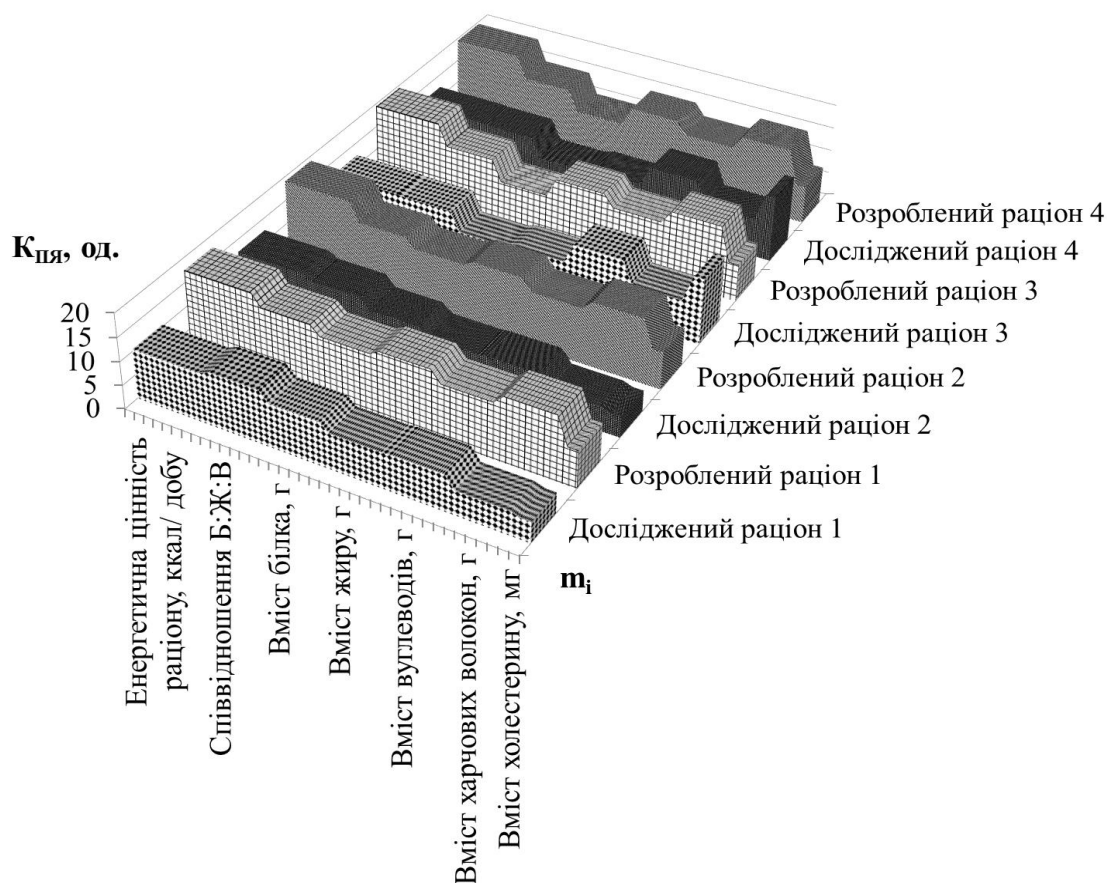 Кпя, од.
20
15
10
5
0
Розроблений раціон 4
Досліджений раціон 4
Розроблений раціон 3
Досліджений раціон 3
Розроблений раціон 2
Досліджений раціон 2
Розроблений раціон 1
Досліджений раціон 1
mi
Енергетична цінність
раціону, ккал/ добу
Співвідношення Б:Ж:В
Вміст білка, г
Вміст жиру, г
Вміст вуглеводів, г
Вміст харчових волокон, г
Вміст холестерину, мг